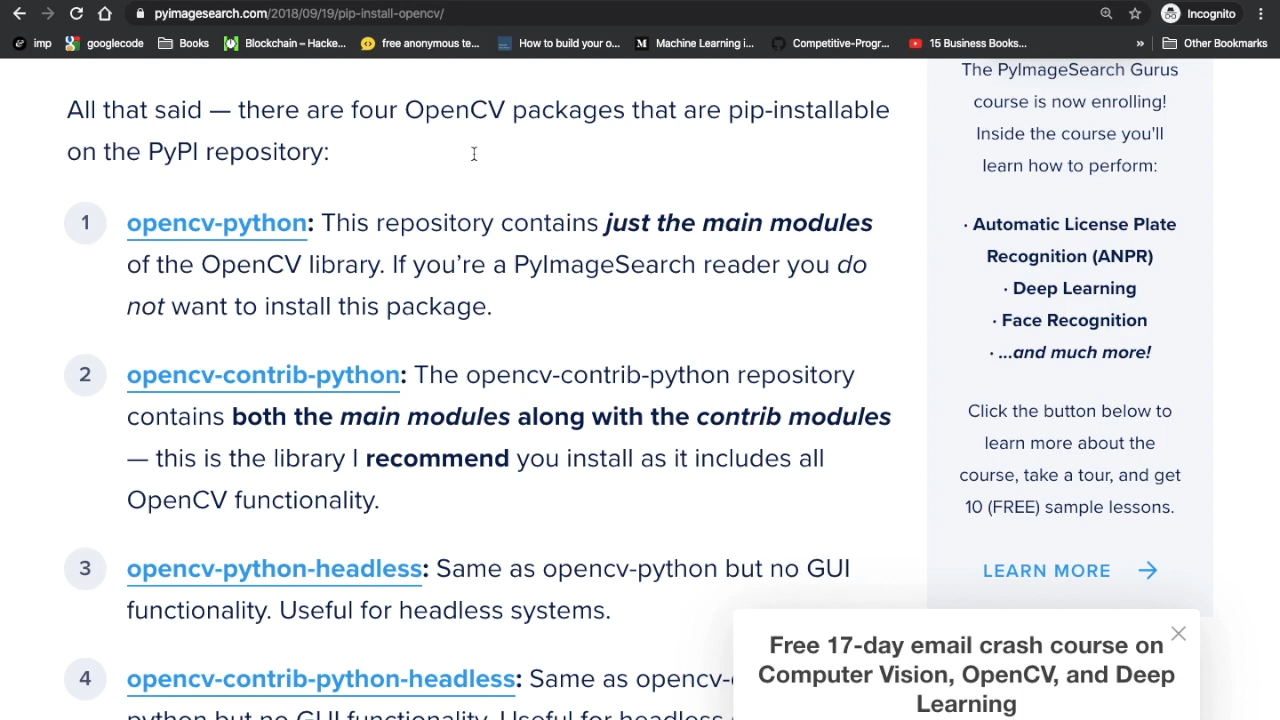 pyimagesearch.com/2018/09/19/pip-install-opencv/
Incognito
imp
googlecode
Books
Blockchain – Hacke...
free anonymous te...
How to build your o...
Machine Learning i...
Competitive-Progr...
15 Business Books...
»
Other Bookmarks
All that said — there are four OpenCV packages that are pip-installable
on the PyPI repository:
1
opencv-python: This repository contains just the main modules
of the OpenCV library. If you’re a PyImageSearch reader you do
not want to install this package.
2
opencv-contrib-python: The opencv-contrib-python repository
contains both the main modules along with the contrib modules
— this is the library I recommend you install as it includes all
OpenCV functionality.
3
opencv-python-headless: Same as opencv-python but no GUI
functionality. Useful for headless systems.
4
opencv-contrib-python-headless: Same as opencv-
python but no GUI functionality. Useful for headless
The PyImageSearch Gurus
course is now enrolling!
Inside the course you'll
learn how to perform:
· Automatic License Plate
Recognition (ANPR)
· Deep Learning
· Face Recognition
· ...and much more!
Click the button below to
learn more about the
course, take a tour, and get
10 (FREE) sample lessons.
LEARN MORE →
Free 17-day email crash course on
Computer Vision, OpenCV, and Deep
Learning